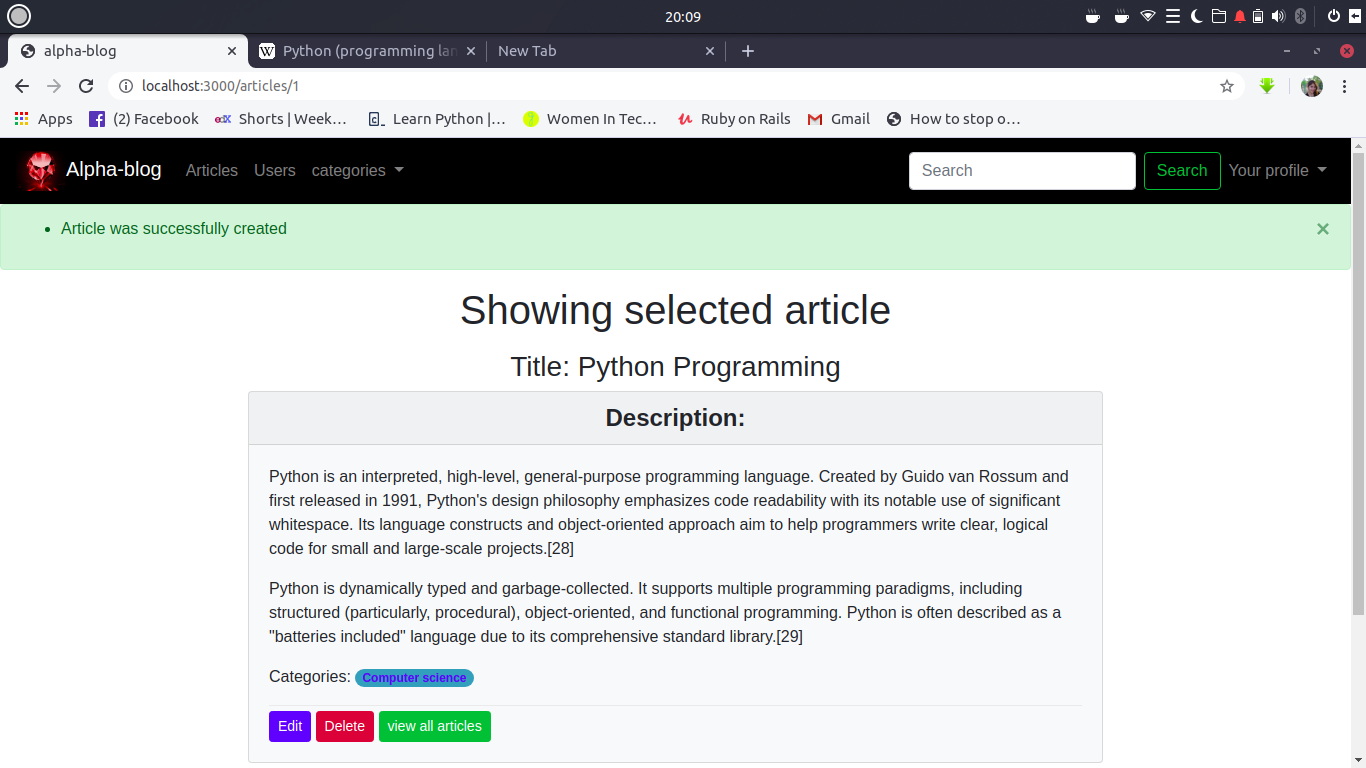 20:09
alpha-blog
Python (programming lan
New Tab
localhost:3000/articles/1
Apps (2) Facebook edX Shorts | Week… Learn Python |… Women In Tec… Ruby on Rails Gmail How to stop o…
Alpha-blog Articles Users categories Search Search Your profile
Article was successfully created ×
Showing selected article
Title: Python Programming
Description:
Python is an interpreted, high-level, general-purpose programming language. Created by Guido van Rossum and
first released in 1991, Python's design philosophy emphasizes code readability with its notable use of significant
whitespace. Its language constructs and object-oriented approach aim to help programmers write clear, logical
code for small and large-scale projects.[28]
Python is dynamically typed and garbage-collected. It supports multiple programming paradigms, including
structured (particularly, procedural), object-oriented, and functional programming. Python is often described as a
"batteries included" language due to its comprehensive standard library.[29]
Categories: Computer science
Edit Delete view all articles